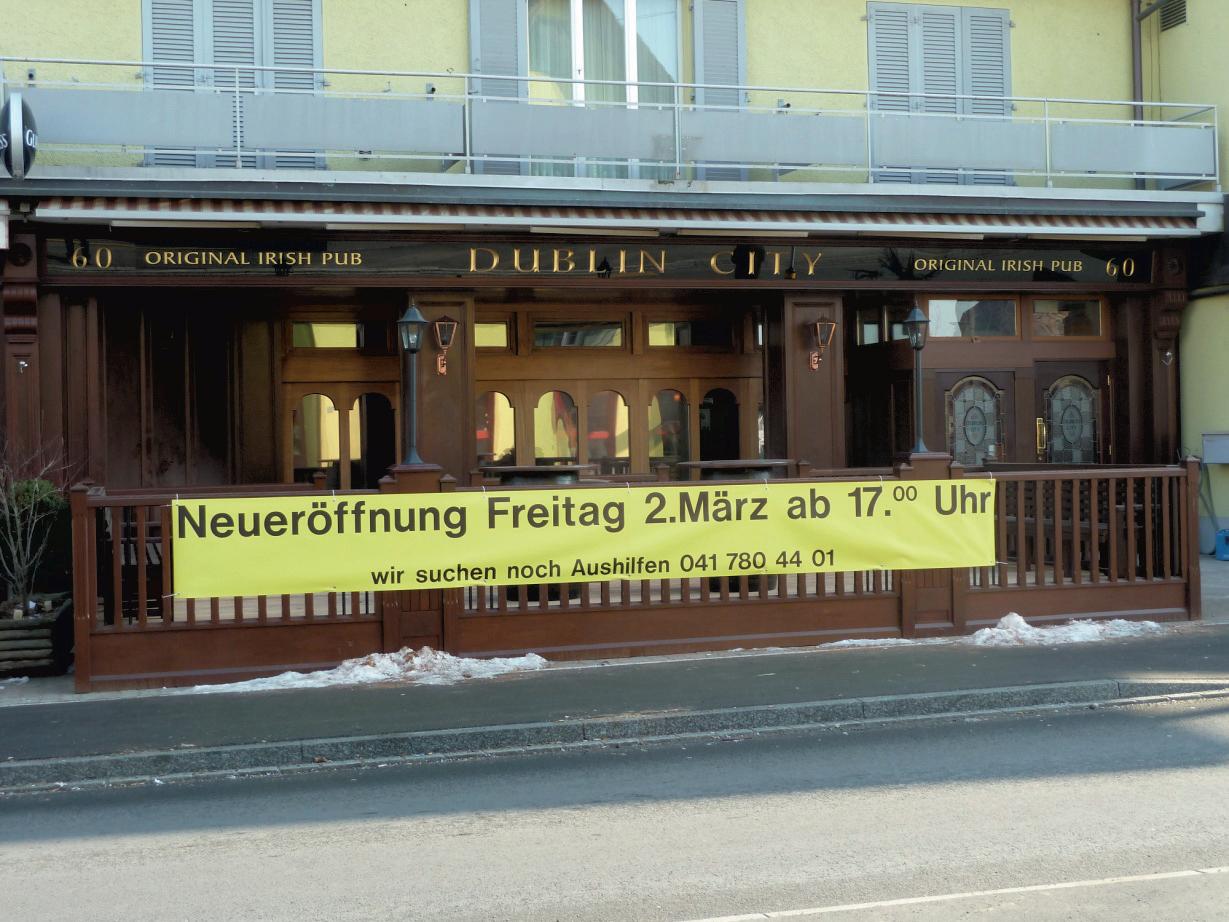 60 ORIGINAL IRISH PUB DUBLIN CITY ORIGINAL IRISH PUB 60
Neueröffnung Freitag 2.März ab 17.00 Uhr
wir suchen noch Aushilfen 041 780 44 01